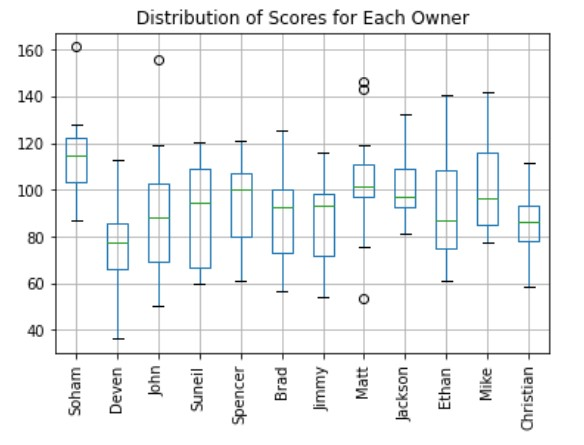 Distribution of Scores for Each Owner
160
140
120
100
80
60
40
Soham
Deven
John
Suneil
Spencer
Brad
Jimmy
Matt
Jackson
Ethan
Mike
Christian